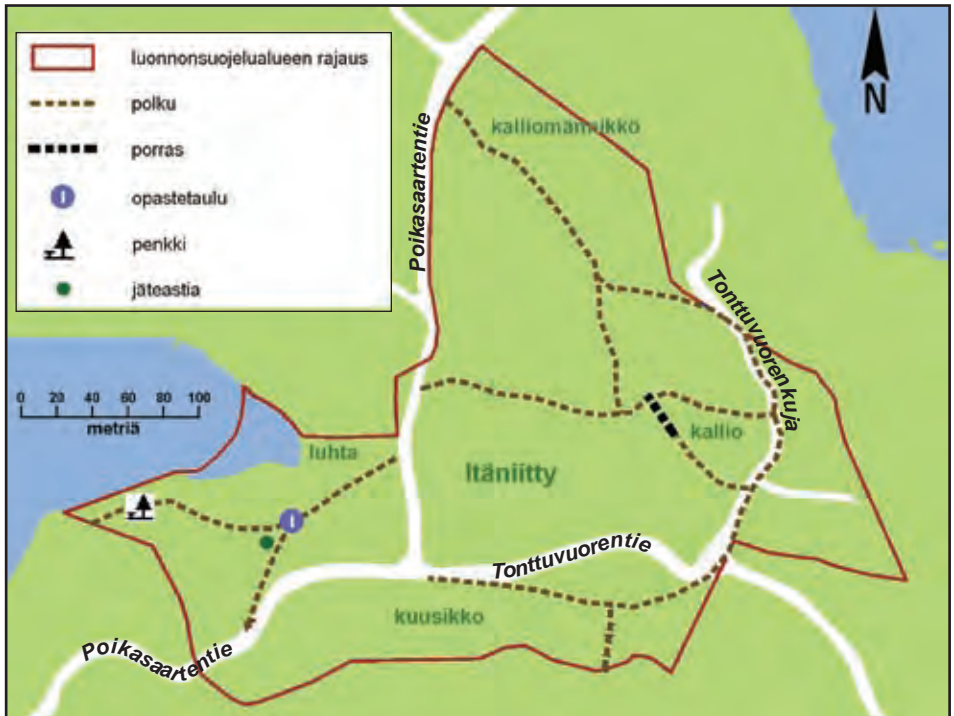 luonnonsuojelualueen rajaus
polku
porras
I opastetaulu
penkki
jäteastia
N
kalliomännikkö
Poikasaartentie
Tonttuvuorenkuja
0 20 40 60 80 100
metriä
luhta
kallio
Itäniitty
I
Tonttuvuorentie
kuusikko
Poikasaartentie